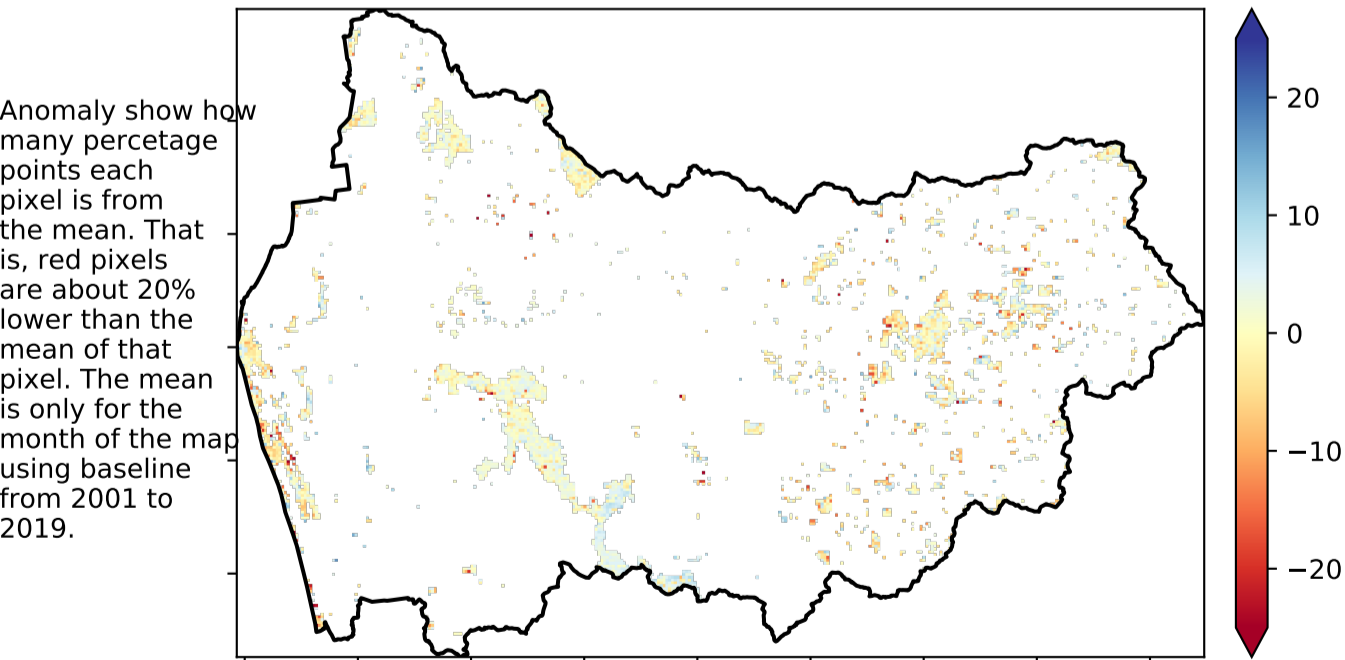 Anomaly show how
many percetage
points each
pixel is from
the mean. That
is, red pixels
are about 20%
lower than the
mean of that
pixel. The mean
is only for the
month of the map
using baseline
from 2001 to
2019.
20
10
0
−10
−20